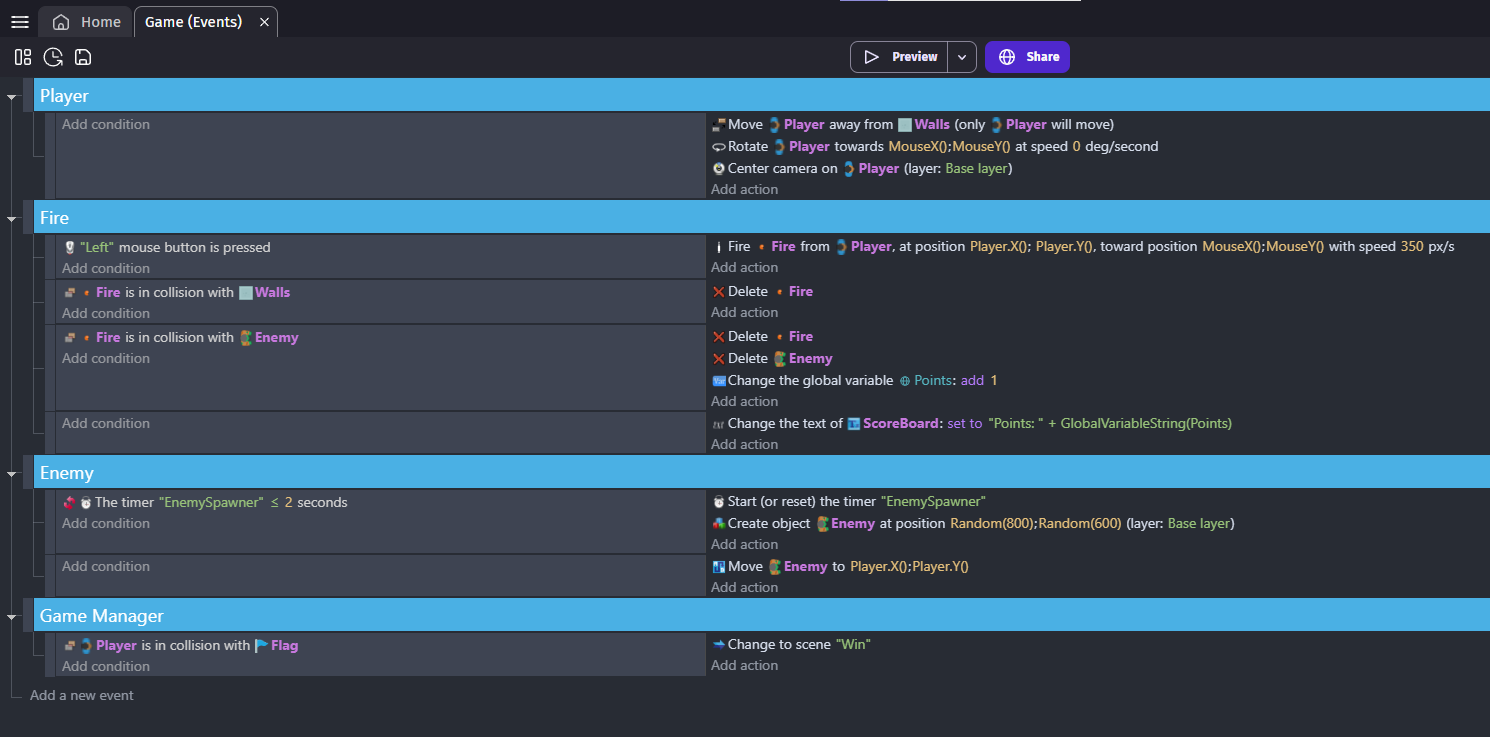 Home
Game (Events)
Preview
Share
Player
Add condition
Move Player away from Walls (only Player will move)
Rotate Player towards MouseX();MouseY() at speed 0 deg/second
Center camera on Player (layer: Base layer)
Add action
Fire
"Left" mouse button is pressed
Add condition
Fire Fire from Player, at position Player.X(); Player.Y(), toward position MouseX();MouseY() with speed 350 px/s
Add action
Fire is in collision with Walls
Add condition
Delete Fire
Add action
Fire is in collision with Enemy
Add condition
Delete Fire
Delete Enemy
Change the global variable Points: add 1
Add action
Add condition
Change the text of ScoreBoard: set to "Points: " + GlobalVariableString(Points)
Add action
Enemy
The timer "EnemySpawner" ≤ 2 seconds
Add condition
Start (or reset) the timer "EnemySpawner"
Create object Enemy at position Random(800);Random(600) (layer: Base layer)
Add action
Add condition
Move Enemy to Player.X();Player.Y()
Add action
Game Manager
Player is in collision with Flag
Add condition
Change to scene "Win"
Add action
Add a new event